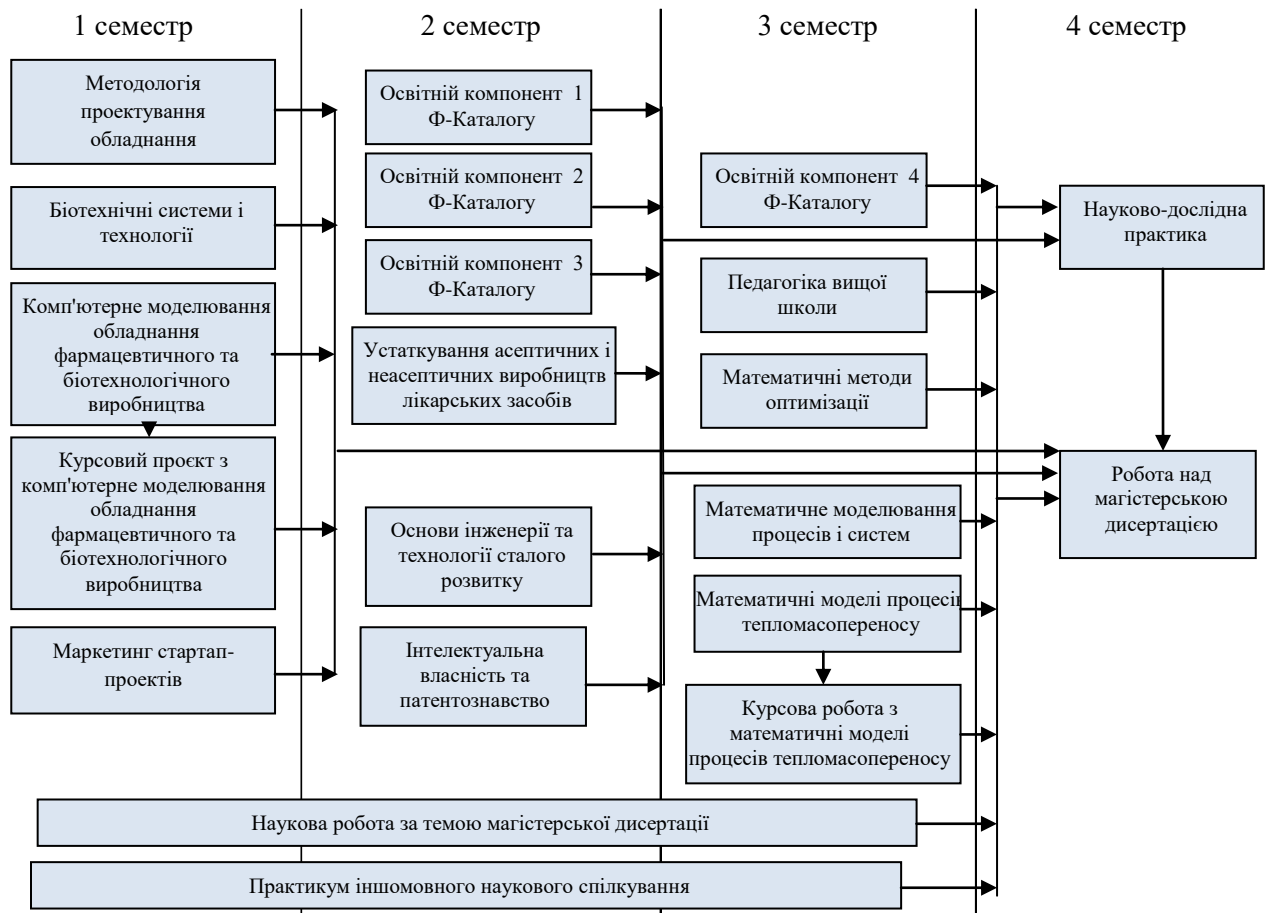 1 семестр
2 семестр
3 семестр
4 семестр
Методологія
проектування
обладнання
Біотехнічні системи і
технології
Комп'ютерне моделювання
обладнання
фармацевтичного та
біотехнологічного
виробництва
Курсовий проєкт з
комп'ютерне моделювання
обладнання
фармацевтичного та
біотехнологічного
виробництва
Маркетинг стартап-
проектів
Освітній компонент 1
Ф-Каталогу
Освітній компонент 2
Ф-Каталогу
Освітній компонент 3
Ф-Каталогу
Устаткування асептичних і
неасептичних виробництв
лікарських засобів
Основи інженерії та
технології сталого
розвитку
Інтелектуальна
власність та
патентознавство
Освітній компонент 4
Ф-Каталогу
Педагогіка вищої
школи
Математичні методи
оптимізації
Математичне моделювання
процесів і систем
Математичні моделі процесів
тепломасопереносу
Курсова робота з
математичні моделі
процесів тепломасопереносу
Науково-дослідна
практика
Робота над
магістерською
дисертацією
Наукова робота за темою магістерської дисертації
Практикум іншомовного наукового спілкування